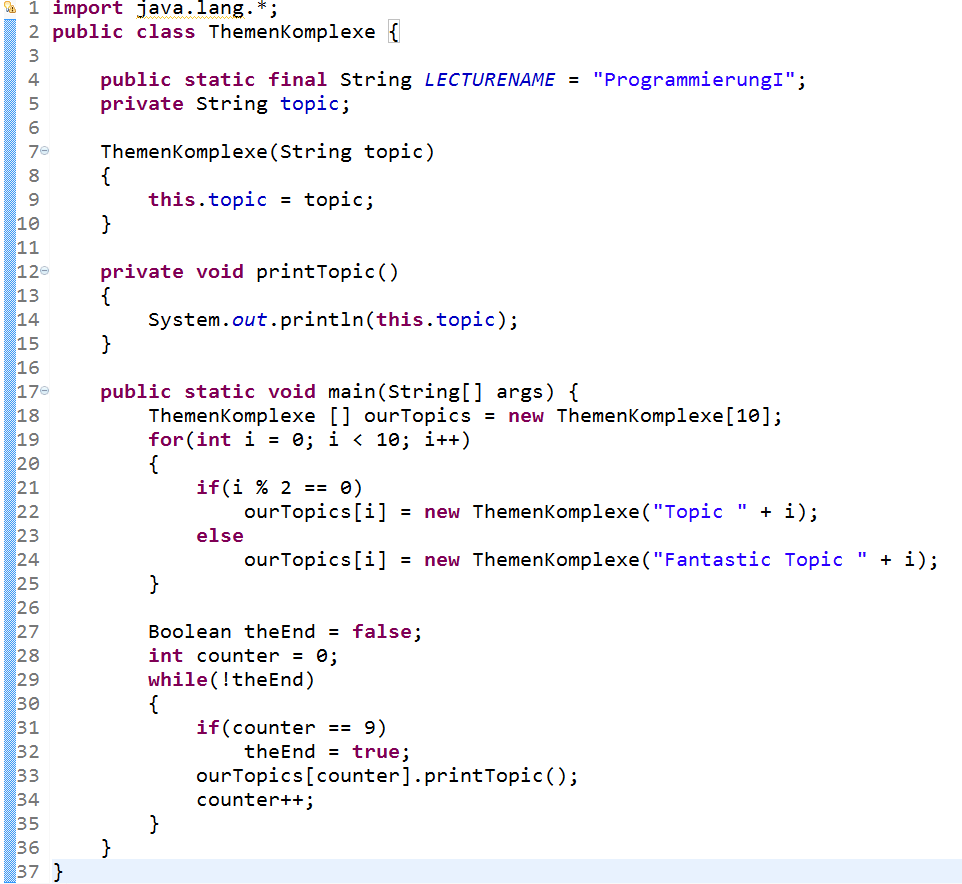 1 import java.lang.*;
2 public class ThemenKomplexe {
3
4     public static final String LECTURENAME = "ProgrammierungI";
5     private String topic;
6
7     ThemenKomplexe(String topic)
8     {
9         this.topic = topic;
10     }
11
12     private void printTopic()
13     {
14         System.out.println(this.topic);
15     }
16
17     public static void main(String[] args) {
18         ThemenKomplexe [] ourTopics = new ThemenKomplexe[10];
19         for(int i = 0; i < 10; i++)
20         {
21             if(i % 2 == 0)
22                 ourTopics[i] = new ThemenKomplexe("Topic " + i);
23             else
24                 ourTopics[i] = new ThemenKomplexe("Fantastic Topic " + i);
25         }
26
27         Boolean theEnd = false;
28         int counter = 0;
29         while(!theEnd)
30         {
31             if(counter == 9)
32                 theEnd = true;
33             ourTopics[counter].printTopic();
34             counter++;
35         }
36     }
37 }